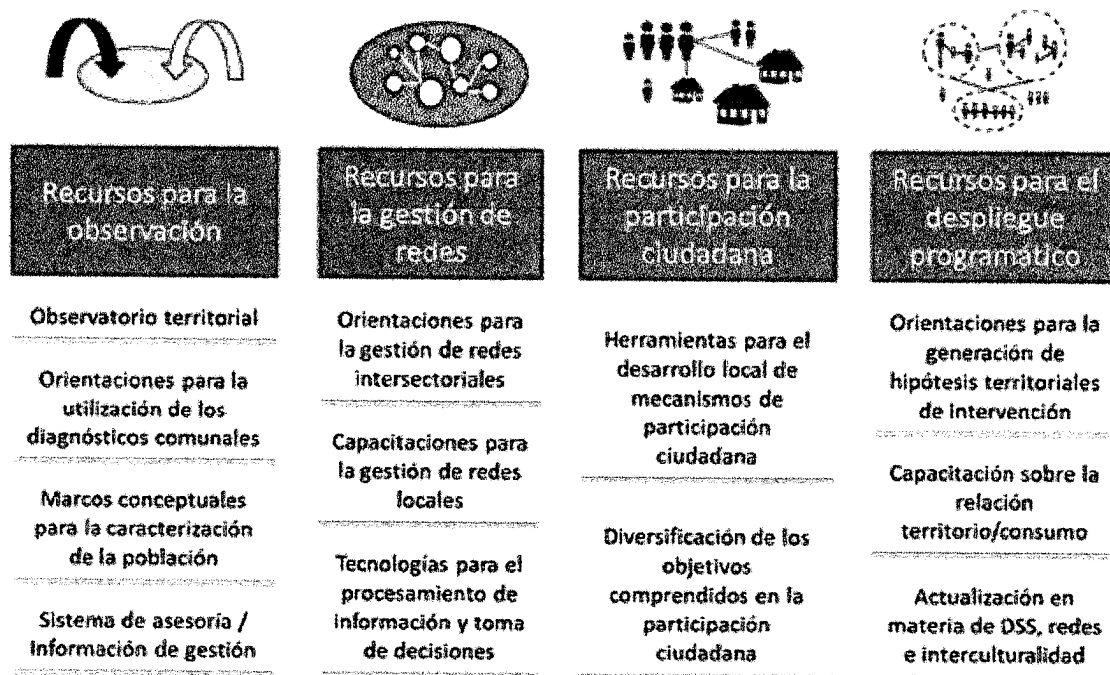 Recursos para la
observación
Observatorio territorial
Orientaciones para la
utilización de los
diagnósticos comunales
Marcos conceptuales
para la caracterización
de la población
Sistema de asesoría /
Información de gestión
Recursos para
la gestión de
redes
Orientaciones para
la gestión de redes
intersectoriales
Capacitaciones para
la gestión de redes
locales
Tecnologías para el
procesamiento de
información y toma
de decisiones
Recursos para la
participación
ciudadana
Herramientas para el
desarrollo local de
mecanismos de
participación
ciudadana
Diversificación de los
objetivos
comprendidos en la
participación
ciudadana
Recursos para el
despliegue
programático
Orientaciones para la
generación de
hipótesis territoriales
de intervención
Capacitación sobre la
relación
territorio/consumo
Actualización en
materia de DSS, redes
e interculturalidad